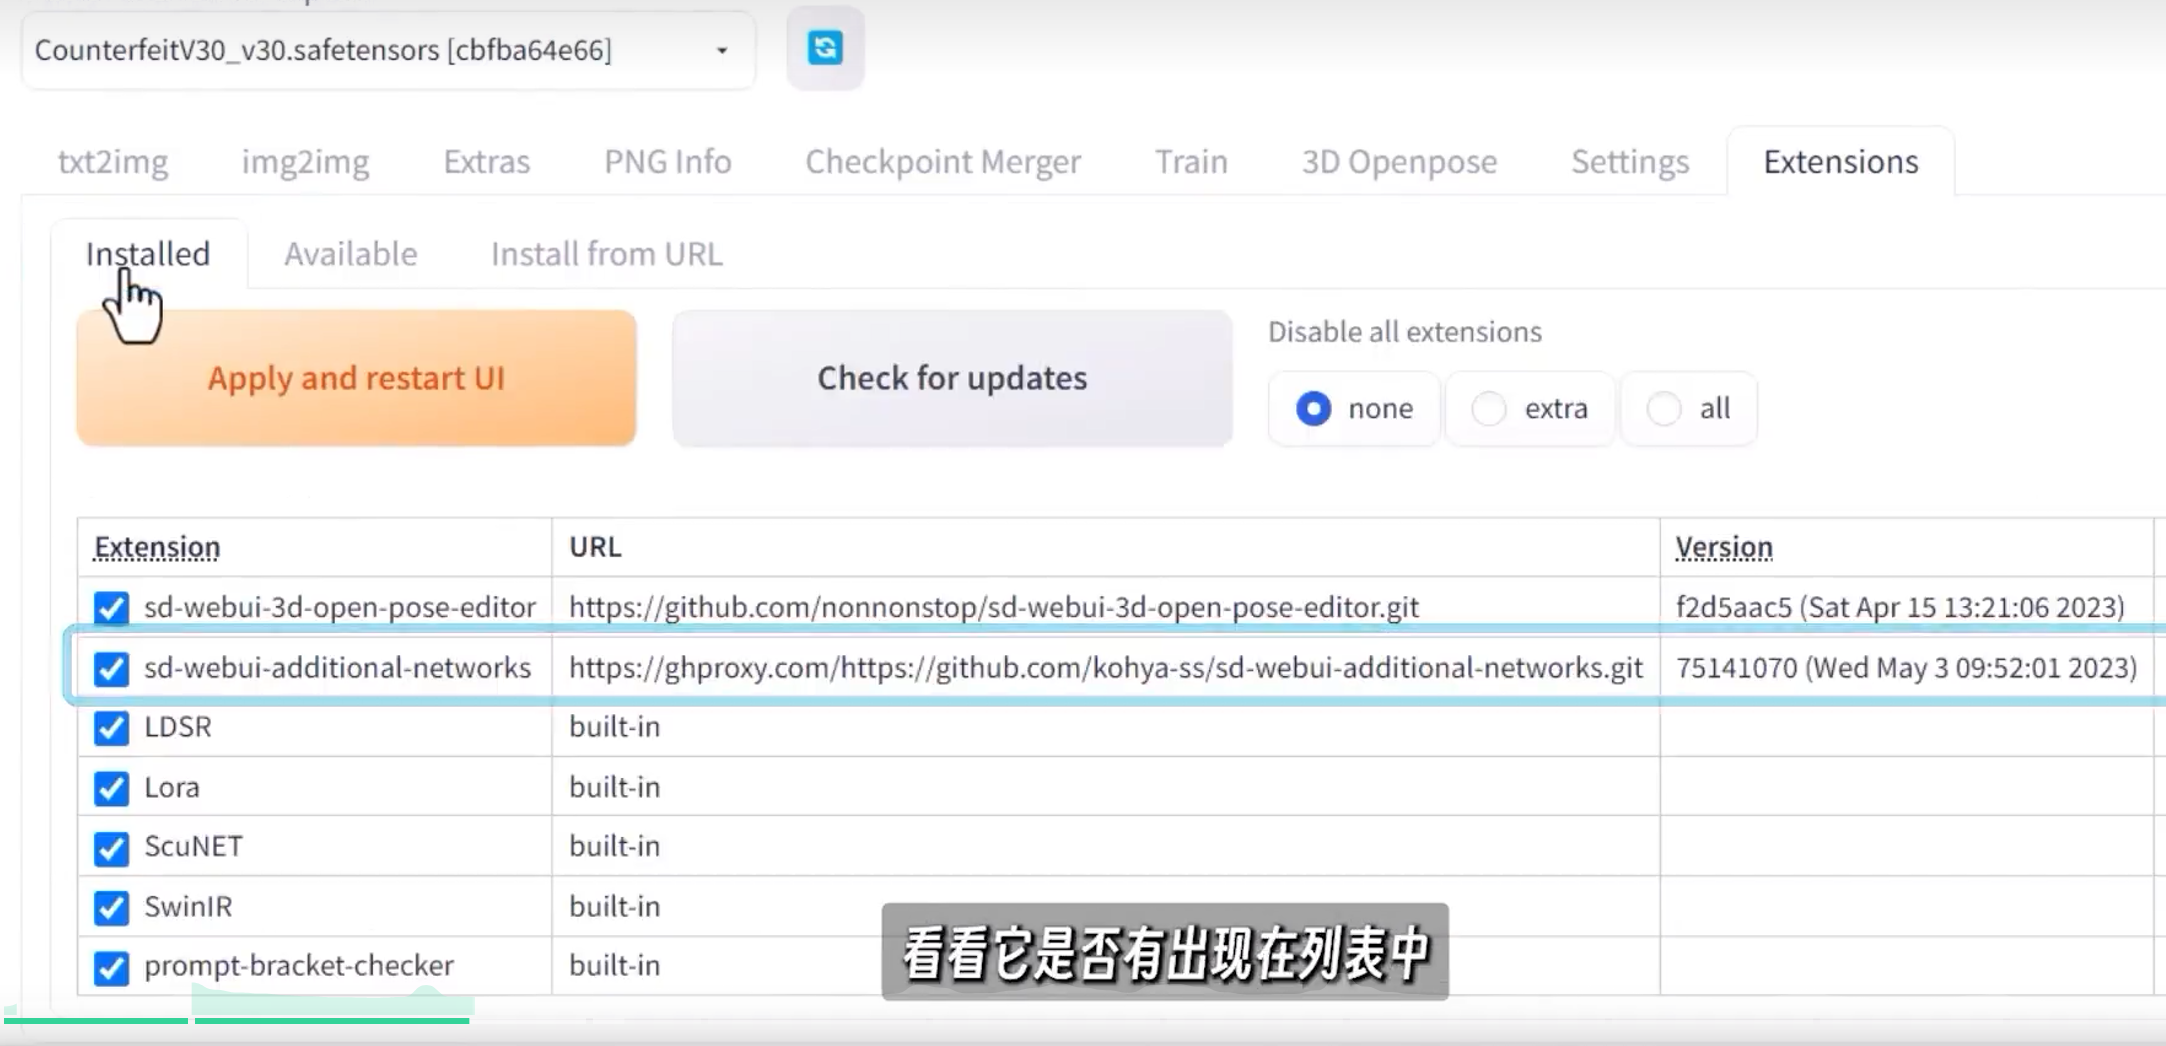 CounterfeitV30_v30.safetensors [cbfba64e66]
txt2img img2img Extras PNG Info Checkpoint Merger Train 3D Openpose Settings Extensions
Installed Available Install from URL
Disable all extensions
Apply and restart UI Check for updates none extra all
Extension URL Version
sd-webui-3d-open-pose-editor https://github.com/nonnonstop/sd-webui-3d-open-pose-editor.git f2d5aac5 (Sat Apr 15 13:21:06 2023)
sd-webui-additional-networks https://ghproxy.com/https://github.com/kohya-ss/sd-webui-additional-networks.git 75141070 (Wed May 3 09:52:01 2023)
LDSR built-in
Lora built-in
ScuNET built-in
SwinIR built-in
prompt-bracket-checker built-in
看看它是否有出现在列表中